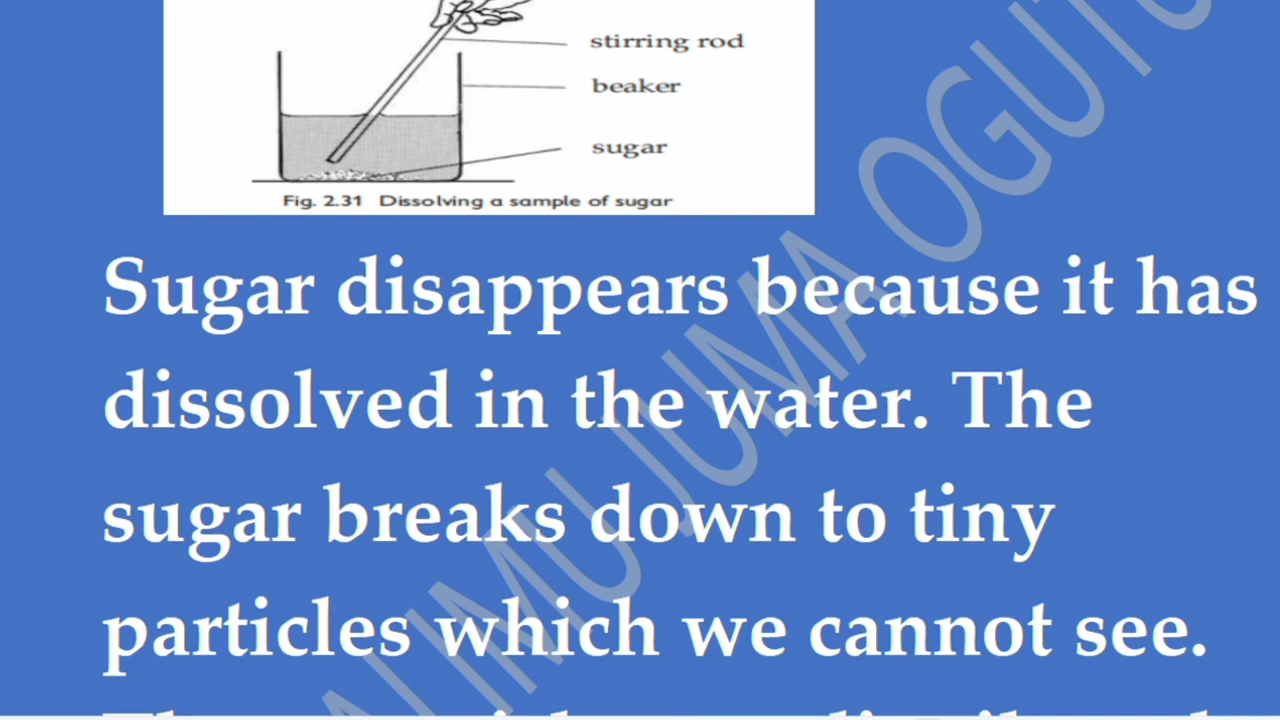 stirring rod
beaker
sugar
Fig. 2.31 Dissolving a sample of sugar
Sugar disappears because it has
dissolved in the water. The
sugar breaks down to tiny
particles which we cannot see.
JUMA